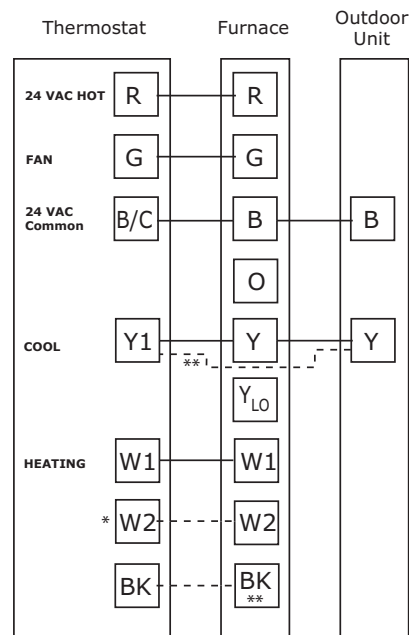 Thermostat Furnace Outdoor
Unit
24 VAC HOT R R
FAN G G
24 VAC
Common B/C B B
O
COOL Y1 Y Y
**
YLO
HEATING W1 W1
* W2 W2
BK BK
**